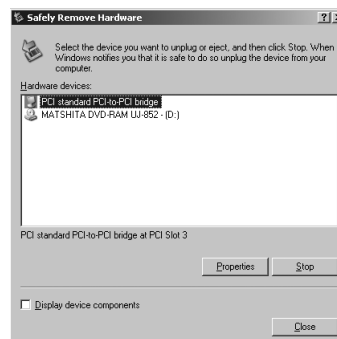 Safely Remove Hardware
Select the device you want to unplug or eject, and then click Stop. When
Windows notifies you that it is safe to do so unplug the device from your
computer.
Hardware devices:
PCI standard PCI-to-PCI bridge
MATSHITA DVD-RAM UJ-852 - (D:)
PCI standard PCI-to-PCI bridge at PCI Slot 3
Properties
Stop
Display device components
Close